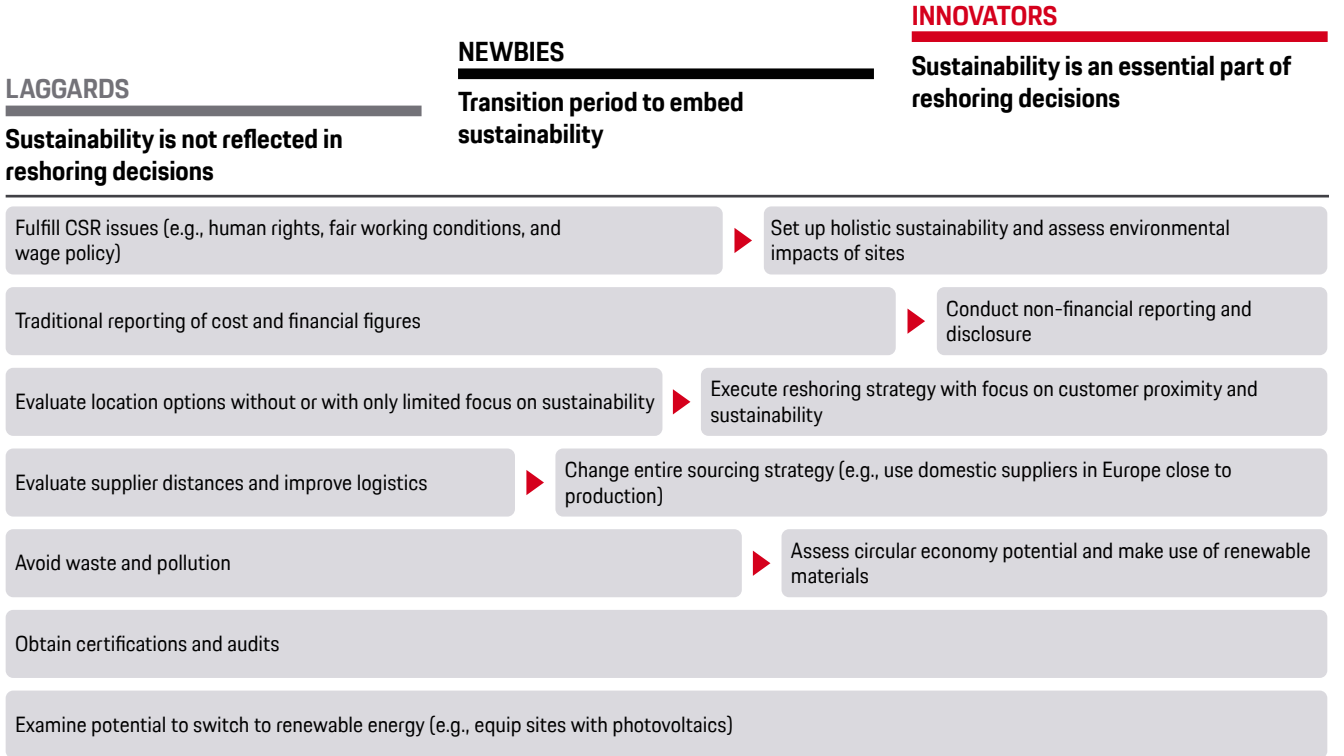 LAGGARDS
Sustainability is not reflected in
reshoring decisions
NEWBIES
Transition period to embed
sustainability
INNOVATORS
Sustainability is an essential part of
reshoring decisions
Fulfill CSR issues (e.g., human rights, fair working conditions, and
wage policy)
Set up holistic sustainability and assess environmental
impacts of sites
Traditional reporting of cost and financial figures
Conduct non-financial reporting and
disclosure
Evaluate location options without or with only limited focus on sustainability
Execute reshoring strategy with focus on customer proximity and
sustainability
Evaluate supplier distances and improve logistics
Change entire sourcing strategy (e.g., use domestic suppliers in Europe close to
production)
Avoid waste and pollution
Assess circular economy potential and make use of renewable
materials
Obtain certifications and audits
Examine potential to switch to renewable energy (e.g., equip sites with photovoltaics)